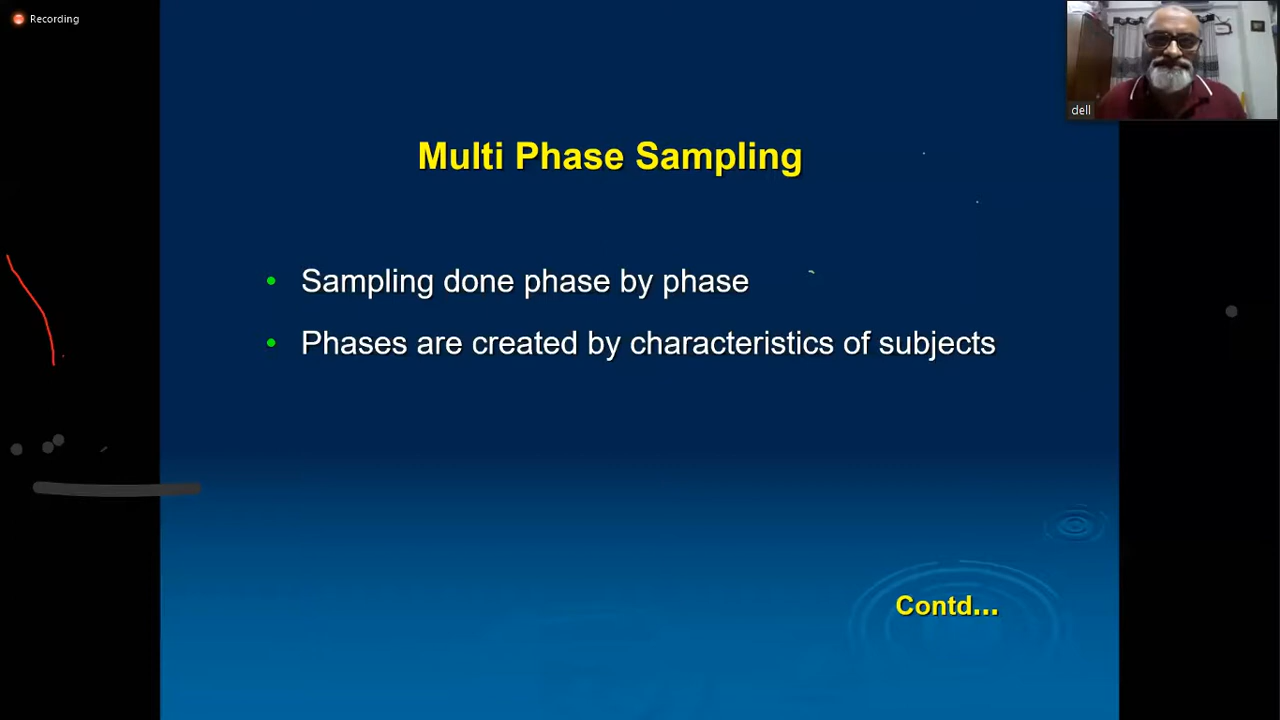 Recording
dell
Multi Phase Sampling
• Sampling done phase by phase
• Phases are created by characteristics of subjects
Contd...